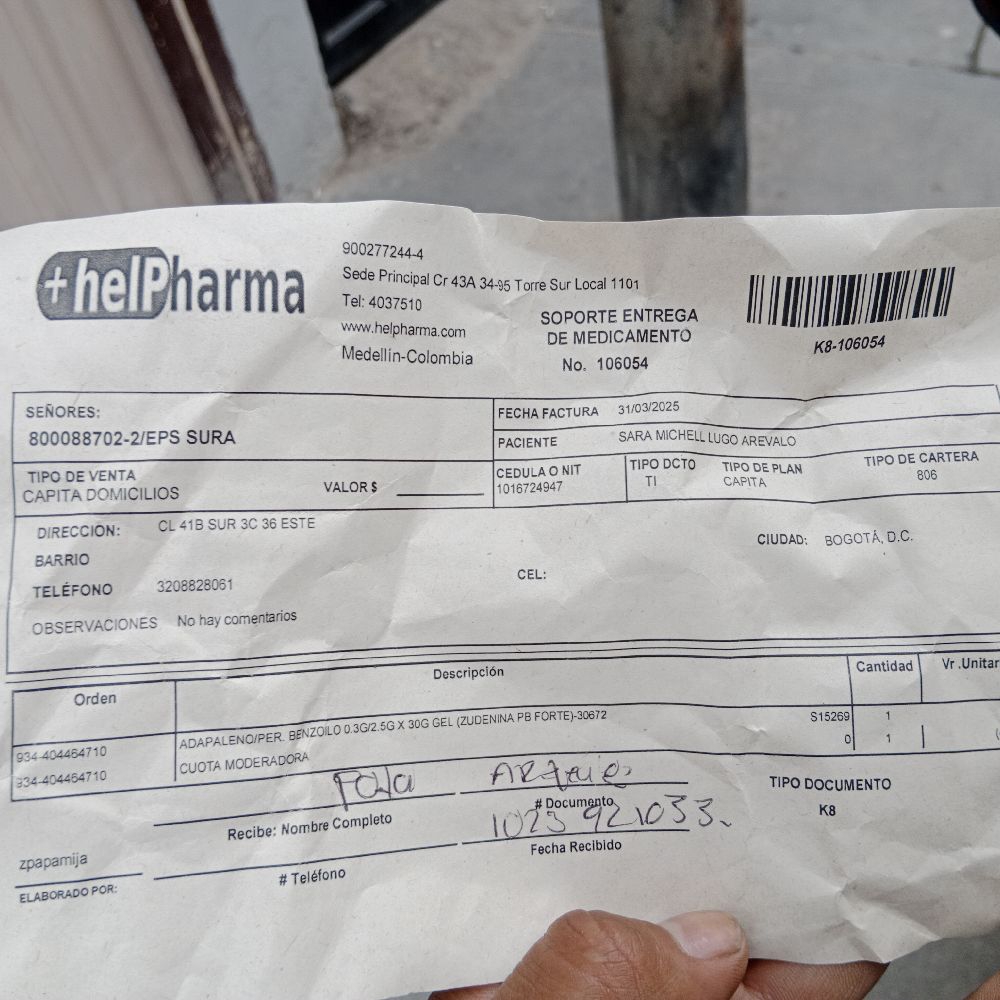 +helPharma
900277244-4
Sede Principal Cr 43A 34-95 Torre Sur Local 1101
Tel: 4037510
www.helpharma.com
Medellín-Colombia
SOPORTE ENTREGA
DE MEDICAMENTO
No. 106054
K8-106054
SEÑORES:
800088702-2/EPS SURA
FECHA FACTURA 31/03/2025
PACIENTE SARA MICHELL LUGO AREVALO
TIPO DE VENTA
CAPITA DOMICILIOS
VALOR $
CEDULA O NIT
1016724947
TIPO DCTO
TI
TIPO DE PLAN
CAPITA
TIPO DE CARTERA
806
DIRECCION: CL 41B SUR 3C 36 ESTE
CIUDAD: BOGOTÁ, D.C.
BARRIO
TELÉFONO 3208828061
CEL:
OBSERVACIONES No hay comentarios
Orden Descripción Cantidad Vr .Unitar
934-404464710 ADAPALENO/PER. BENZOILO 0.3G/2.5G X 30G GEL (ZUDENINA PB FORTE)-30672 S15269 1
934-404464710 CUOTA MODERADORA 0 1
Recibe: Nombre Completo
# Documento
1023921033.
TIPO DOCUMENTO
K8
Fecha Recibido
# Teléfono
zpapamija
ELABORADO POR: